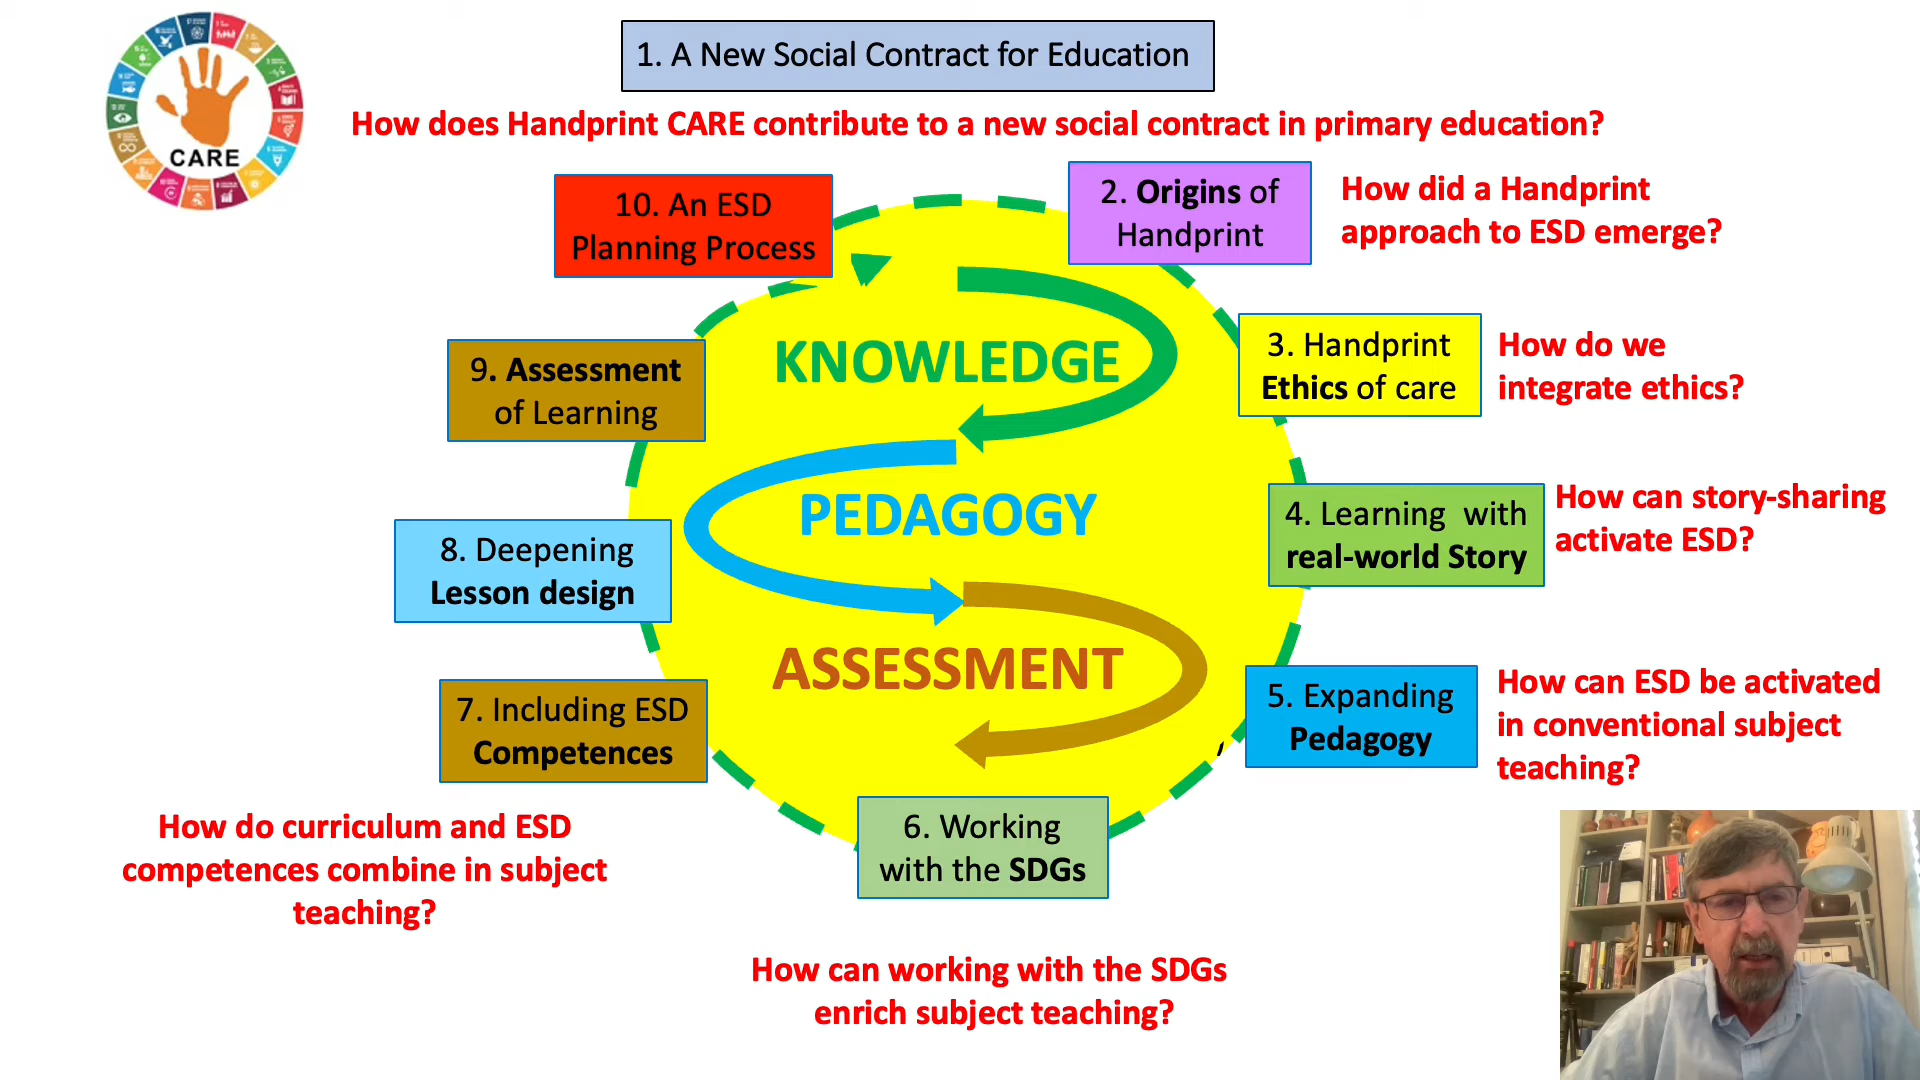 1. A New Social Contract for Education
CARE
How does Handprint CARE contribute to a new social contract in primary education?
10. An ESD
Planning Process
2. Origins of
Handprint
How did a Handprint
approach to ESD emerge?
KNOWLEDGE
3. Handprint
Ethics of care
How do we
integrate ethics?
9. Assessment
of Learning
PEDAGOGY
4. Learning with
real-world Story
How can story-sharing
activate ESD?
8. Deepening
Lesson design
ASSESSMENT
5. Expanding
Pedagogy
How can ESD be activated
in conventional subject
teaching?
7. Including ESD
Competences
How do curriculum and ESD
competences combine in subject
teaching?
6. Working
with the SDGs
How can working with the SDGs
enrich subject teaching?